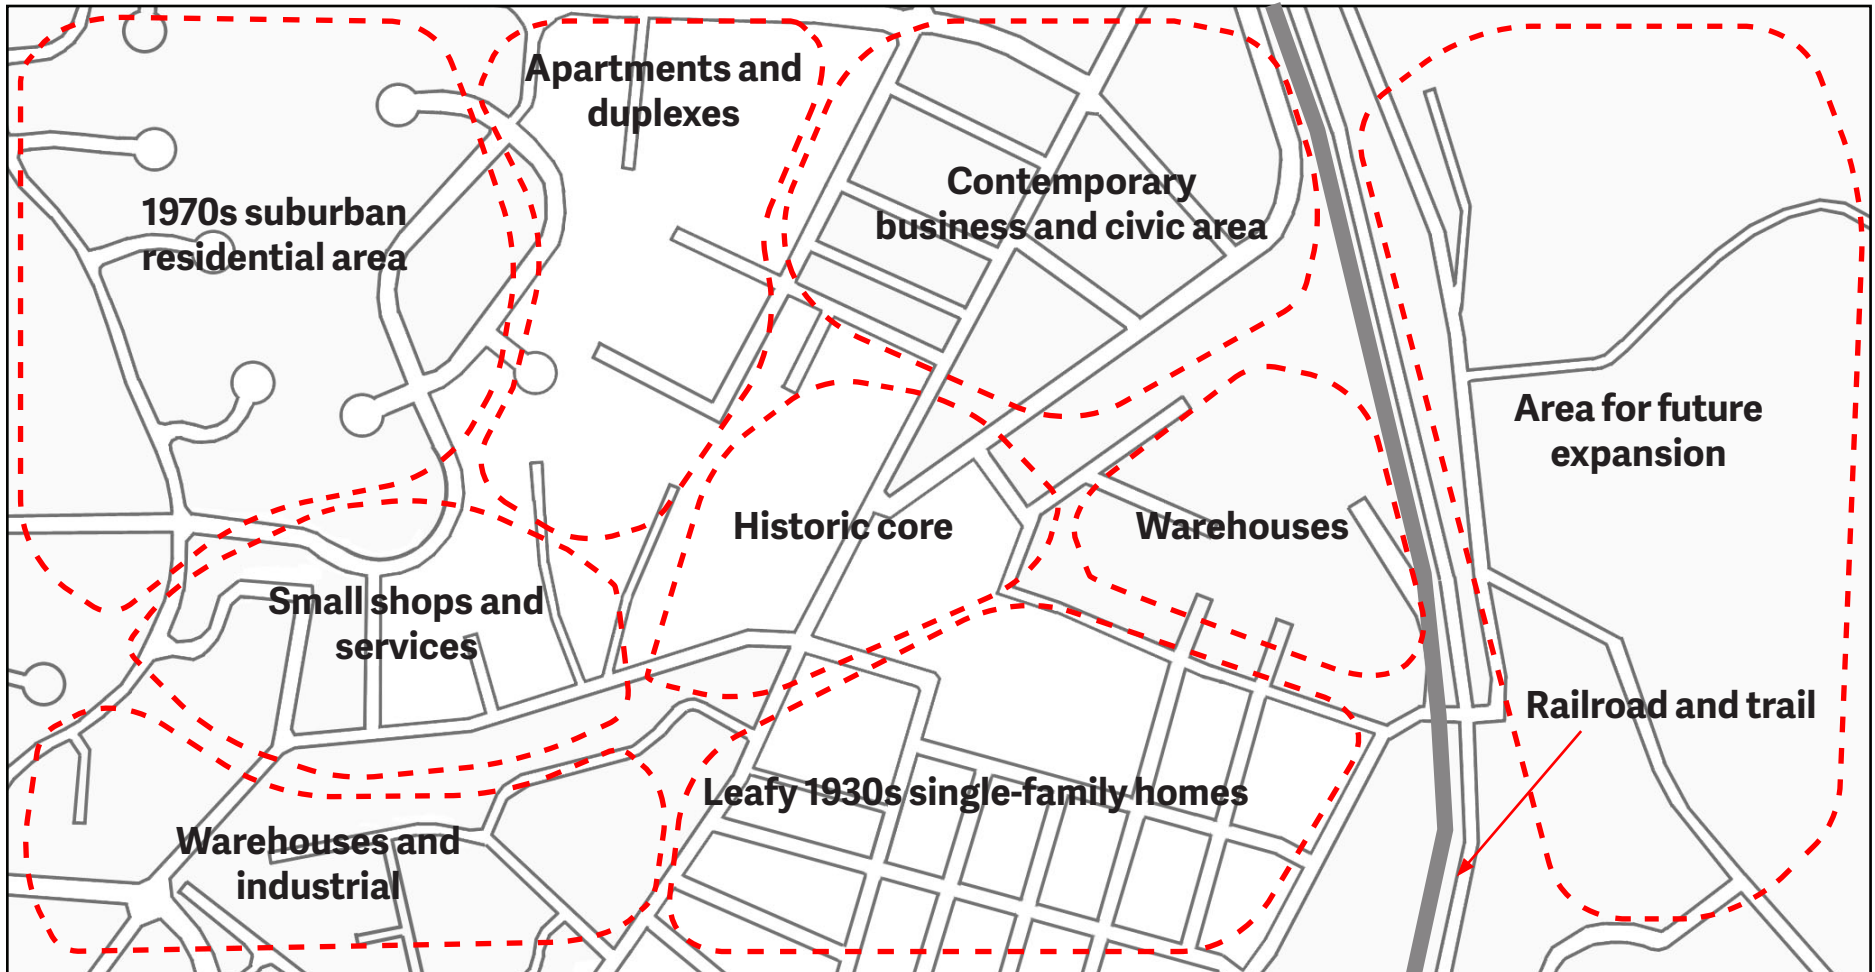 Apartments and
duplexes
Contemporary
business and civic area
1970s suburban
residential area
Area for future
expansion
Historic core
Warehouses
Small shops and
services
Railroad and trail
Leafy 1930s single-family homes
Warehouses and
industrial